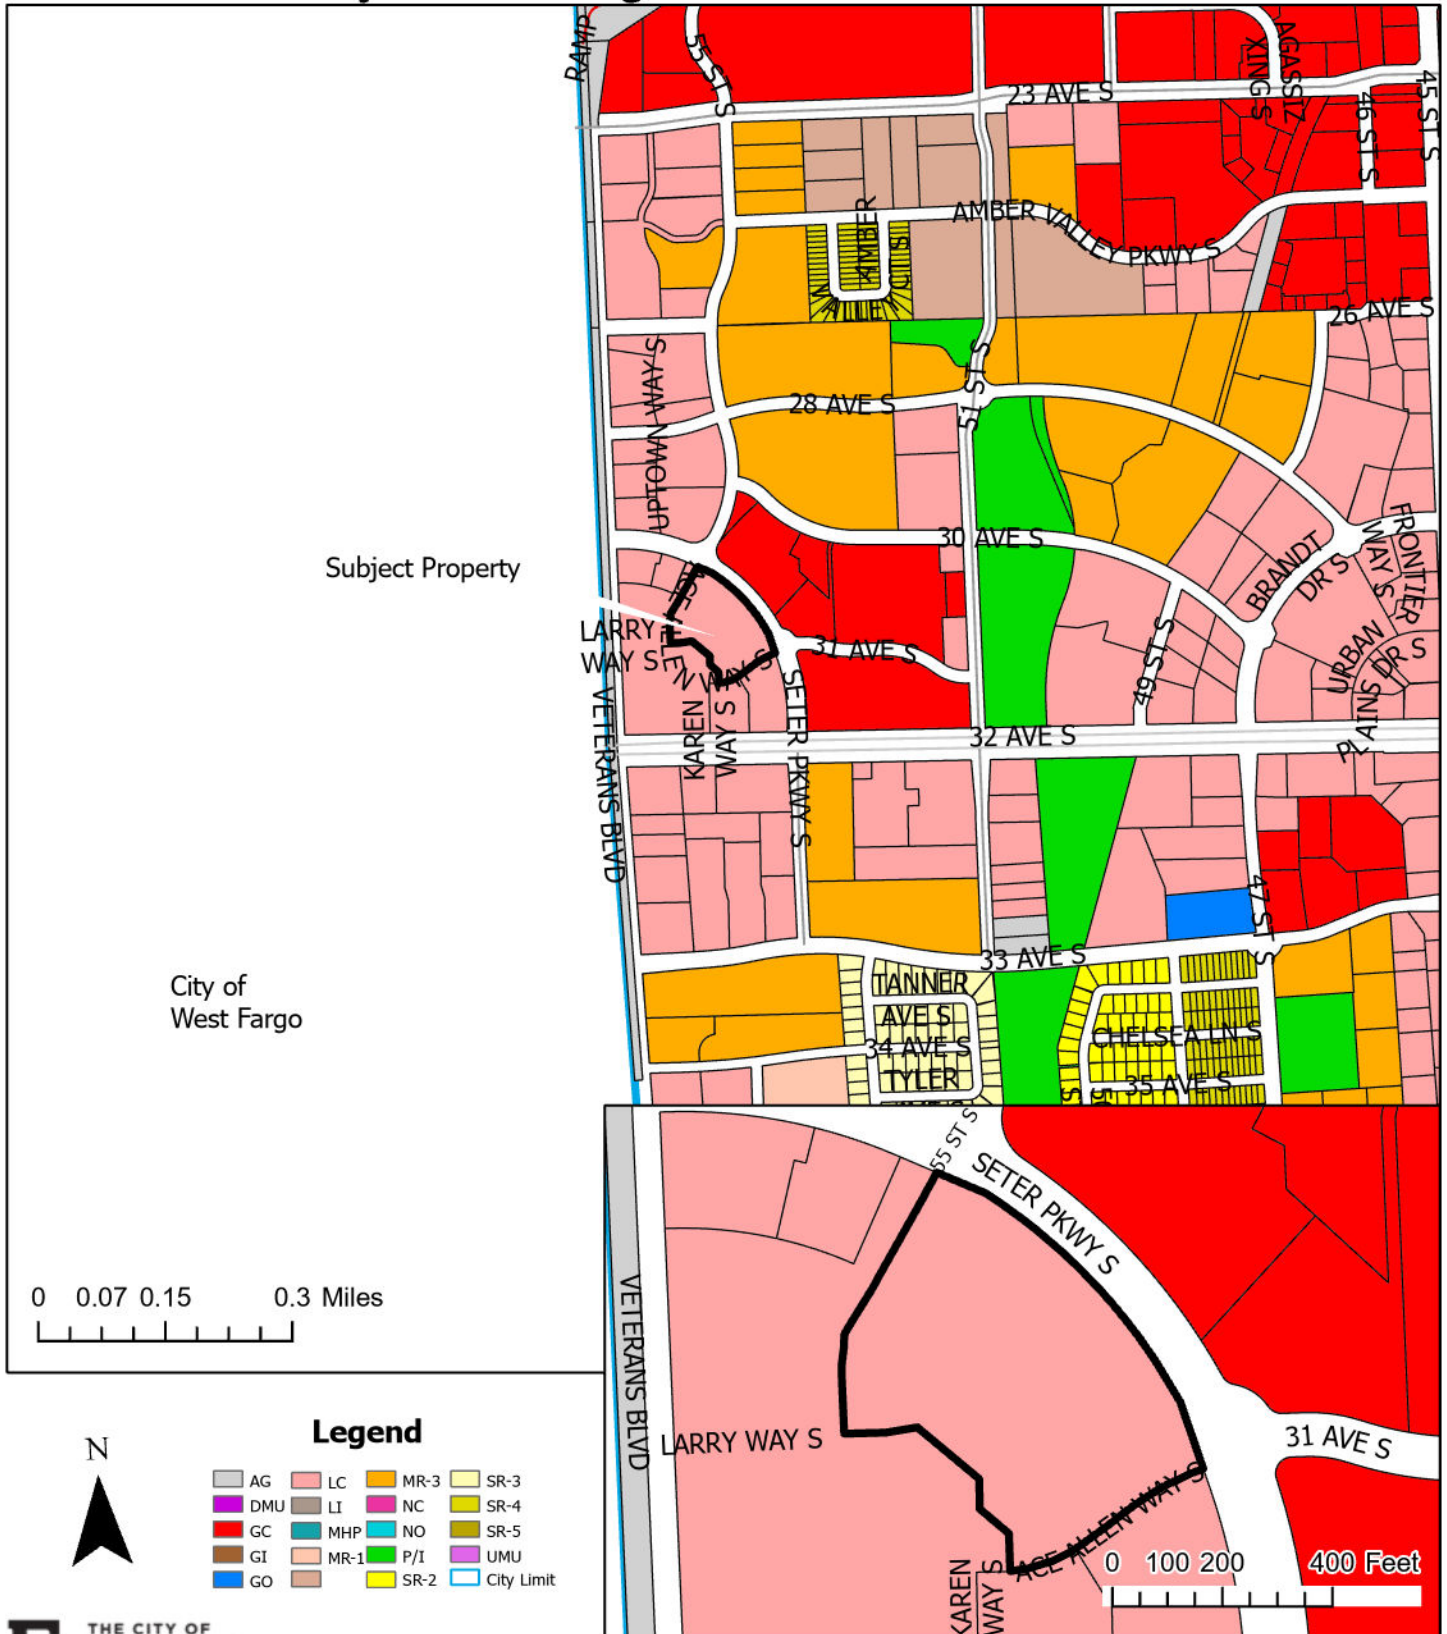 RAMP
55 ST S
23 AVE S
AGASSIZ
XING S
46 ST S
45 ST S
AMBER VALLEY PKWY S
AMBER
CT S
26 AVE S
UPTOWN WAY S
28 AVE S
51 ST S
30 AVE S
FRONTIER
WAY S
BRANDT
DR S
Subject Property
LARRY
WAY S
31 AVE S
49 ST S
URBAN
PLAINS DR S
KAREN
WAY S
SETER PKWY S
VETERANS BLVD
32 AVE S
47 ST S
33 AVE S
City of
West Fargo
TANNER
AVE S
34 AVE S
TYLER
CHELSEA LN S
35 AVE S
0 0.07 0.15 0.3 Miles
55 ST S
SETER PKWY S
VETERANS BLVD
LARRY WAY S
31 AVE S
ACE ALLEN WAY S
KAREN
WAY S
0 100 200 400 Feet
N
Legend
AG LC MR-3 SR-3
DMU LI NC SR-4
GC MHP NO SR-5
GI MR-1 P/I UMU
GO SR-2 City Limit
THE CITY OF